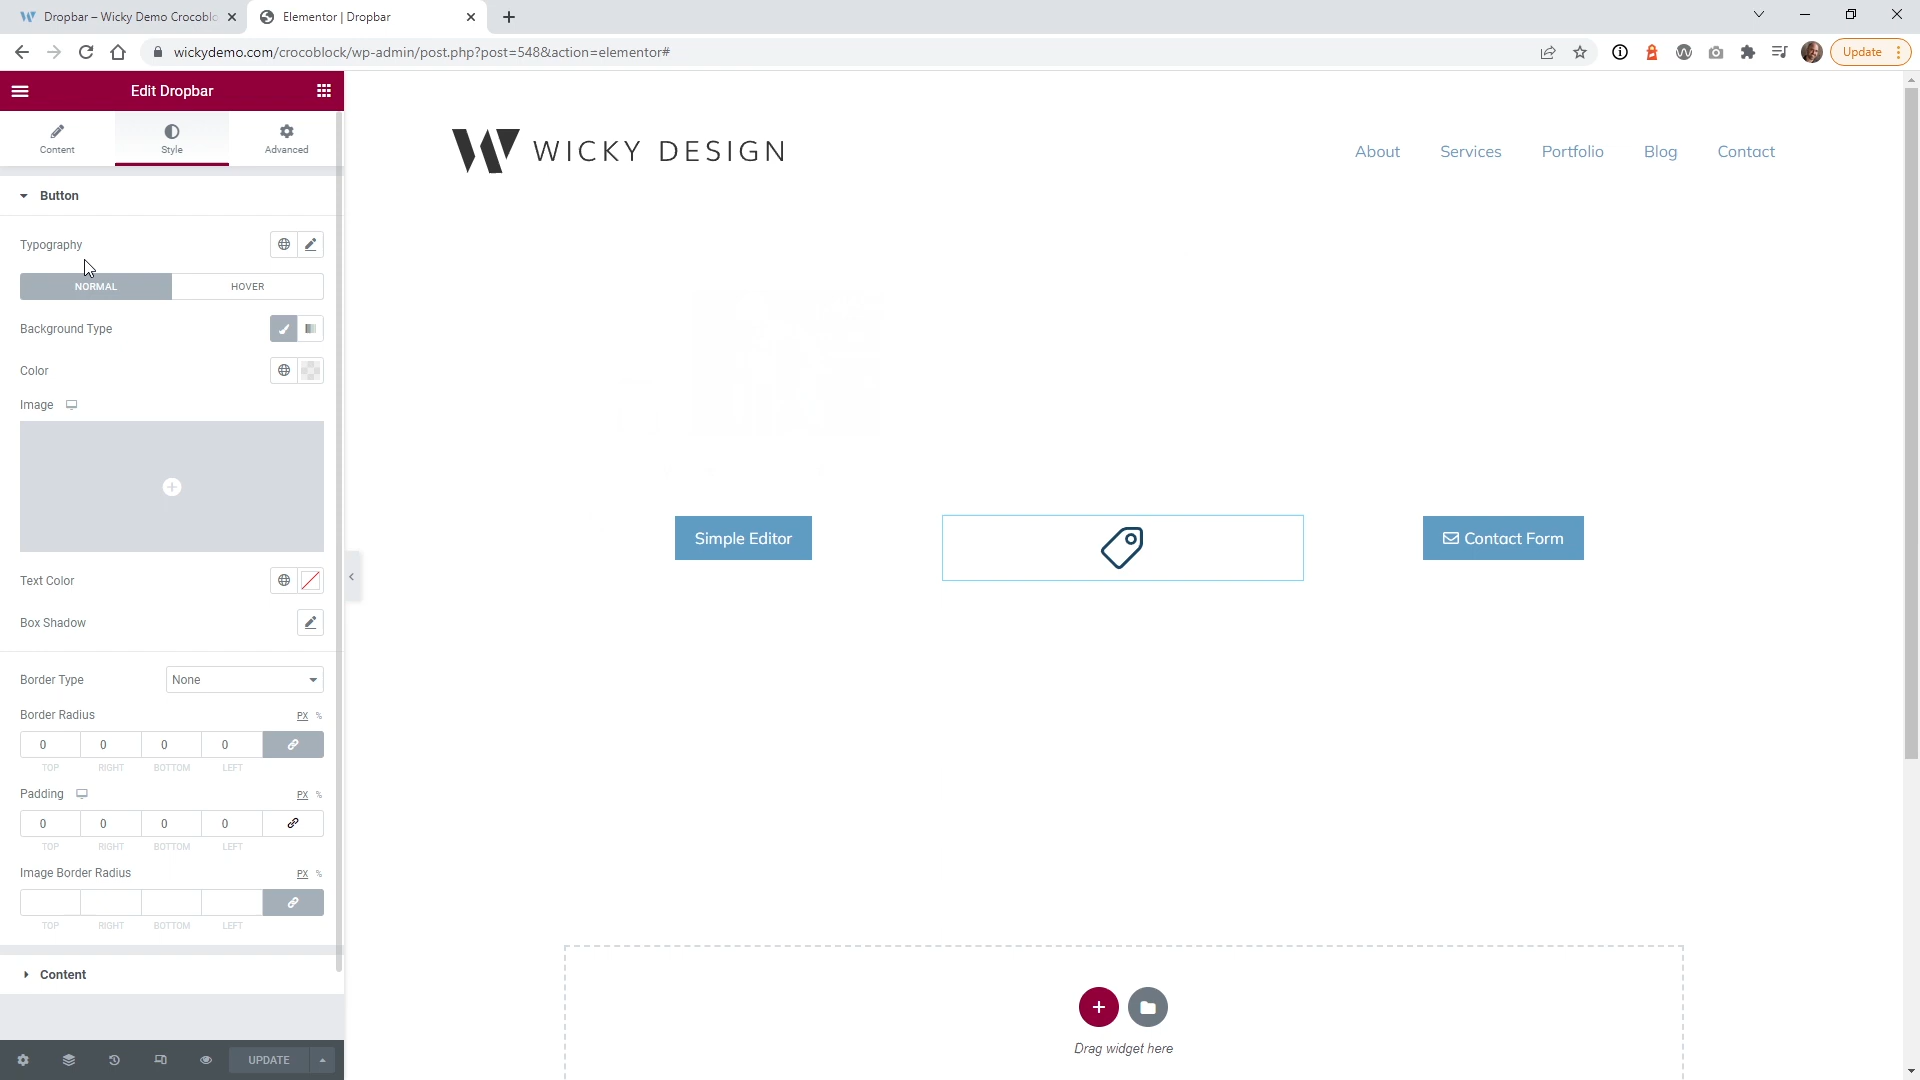 Dropbar – Wicky Demo Crocoblo
Elementor | Dropbar
wickydemo.com/crocoblock/wp-admin/post.php?post=548&action=elementor#
Update
Edit Dropbar
Content
Style
Advanced
Button
Typography
NORMAL
HOVER
Background Type
Color
Image
Text Color
Box Shadow
Border Type
None
Border Radius
PX %
0 0 0 0
TOP RIGHT BOTTOM LEFT
Padding
PX %
0 0 0 0
TOP RIGHT BOTTOM LEFT
Image Border Radius
PX %
TOP RIGHT BOTTOM LEFT
Content
UPDATE
WICKY DESIGN
About
Services
Portfolio
Blog
Contact
Simple Editor
Contact Form
Drag widget here